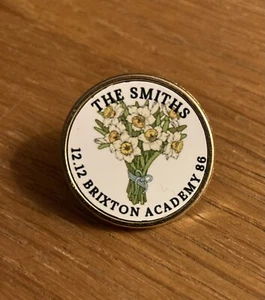 THE SMITHS
12.12 BRIXTON ACADEMY 86